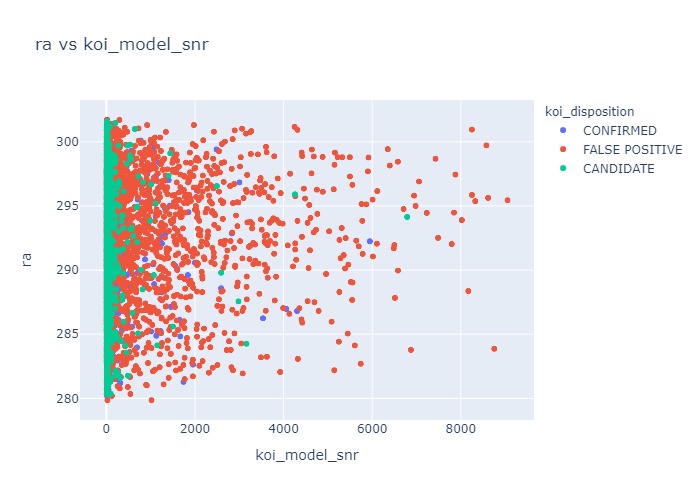 ra vs koi_model_snr
koi_disposition
CONFIRMED
FALSE POSITIVE
CANDIDATE
300
295
290
285
280
ra
0
2000
4000
6000
8000
koi_model_snr